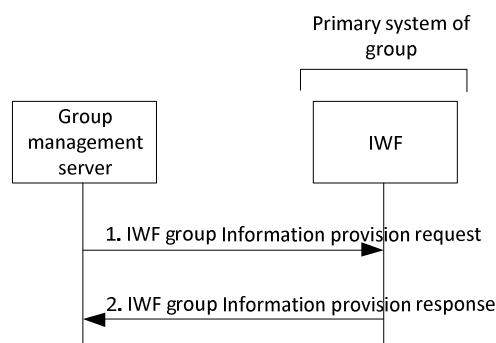 Primary system of
group
Group
management
server
IWF
1. IWF group Information provision request
2. IWF group Information provision response